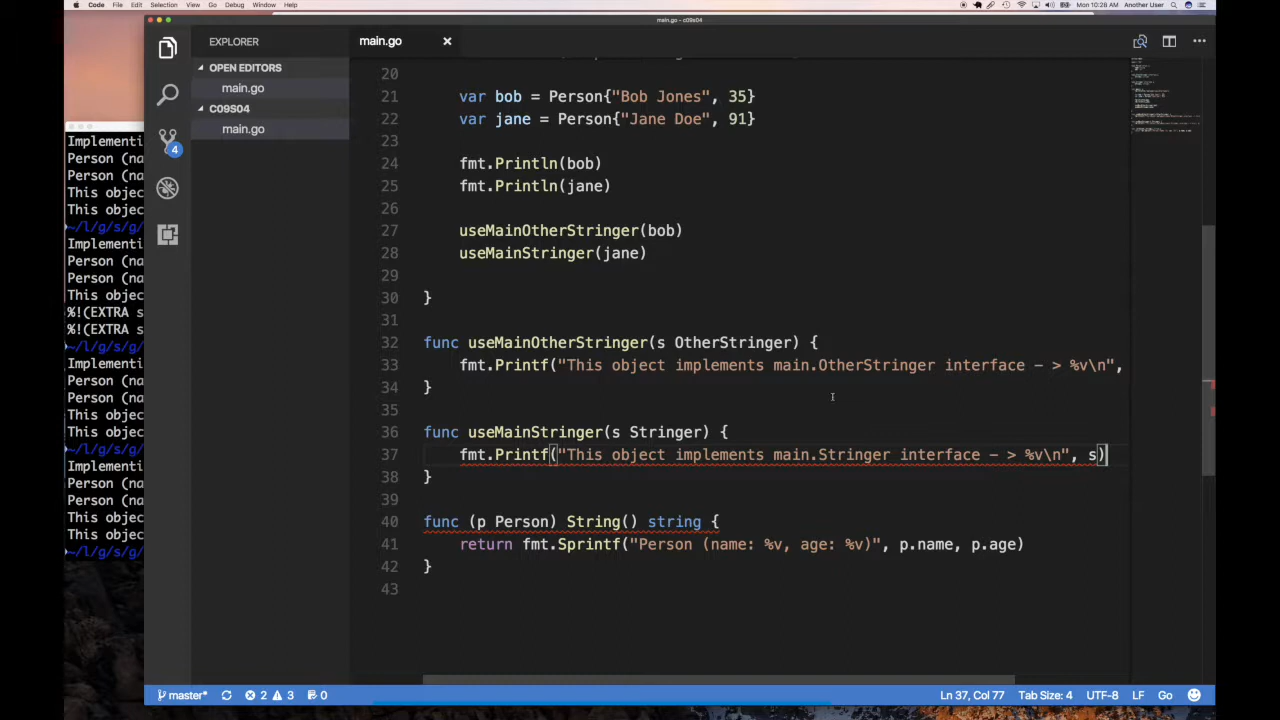 Code File Edit Selection View Go Debug Window Help
Mon 10:28 AM Another User
main.go - c09s04
EXPLORER
main.go
OPEN EDITORS
main.go
C09S04
main.go
4
Implementi
Person (na
Person (na
This objec
This objec
~/l/g/s/g/
Implementi
Person (na
Person (na
This objec
%!(EXTRA s
%!(EXTRA s
~/l/g/s/g/
Implementi
Person (na
Person (na
This objec
This objec
~/l/g/s/g/
Implementi
Person (na
Person (na
This objec
This objec
~/l/g/s/g/
20
21 var bob = Person{"Bob Jones", 35}
22 var jane = Person{"Jane Doe", 91}
23
24 fmt.Println(bob)
25 fmt.Println(jane)
26
27 useMainOtherStringer(bob)
28 useMainStringer(jane)
29
30 }
31
32 func useMainOtherStringer(s OtherStringer) {
33 fmt.Printf("This object implements main.OtherStringer interface - > %v\n",
34 }
35
36 func useMainStringer(s Stringer) {
37 fmt.Printf("This object implements main.Stringer interface - > %v\n", s)
38 }
39
40 func (p Person) String() string {
41 return fmt.Sprintf("Person (name: %v, age: %v)", p.name, p.age)
42 }
43
master* 2 3 0
Ln 37, Col 77 Tab Size: 4 UTF-8 LF Go